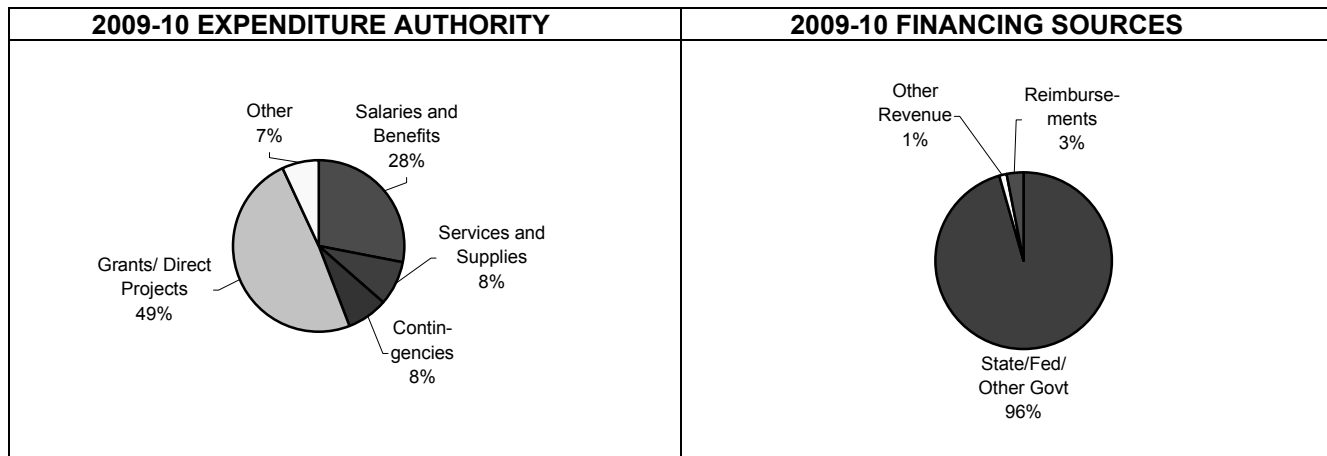 2009-10 EXPENDITURE AUTHORITY
Other
7%
Salaries and
Benefits
28%
Services and
Supplies
8%
Contin-
gencies
8%
Grants/ Direct
Projects
49%
2009-10 FINANCING SOURCES
Other
Revenue
1%
Reimburse-
ments
3%
State/Fed/
Other Govt
96%